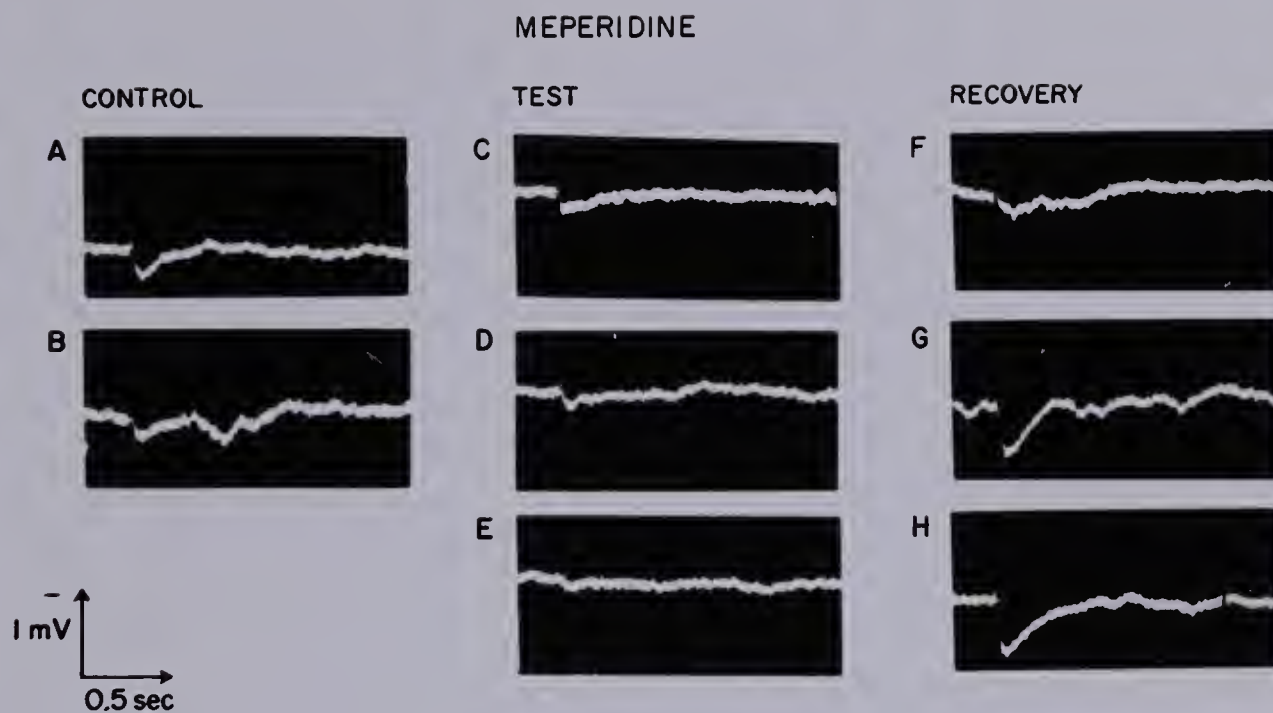 MEPERIDINE
CONTROL
TEST
RECOVERY
A
B
C
D
E
F
G
H
–
1 mV
0.5 sec